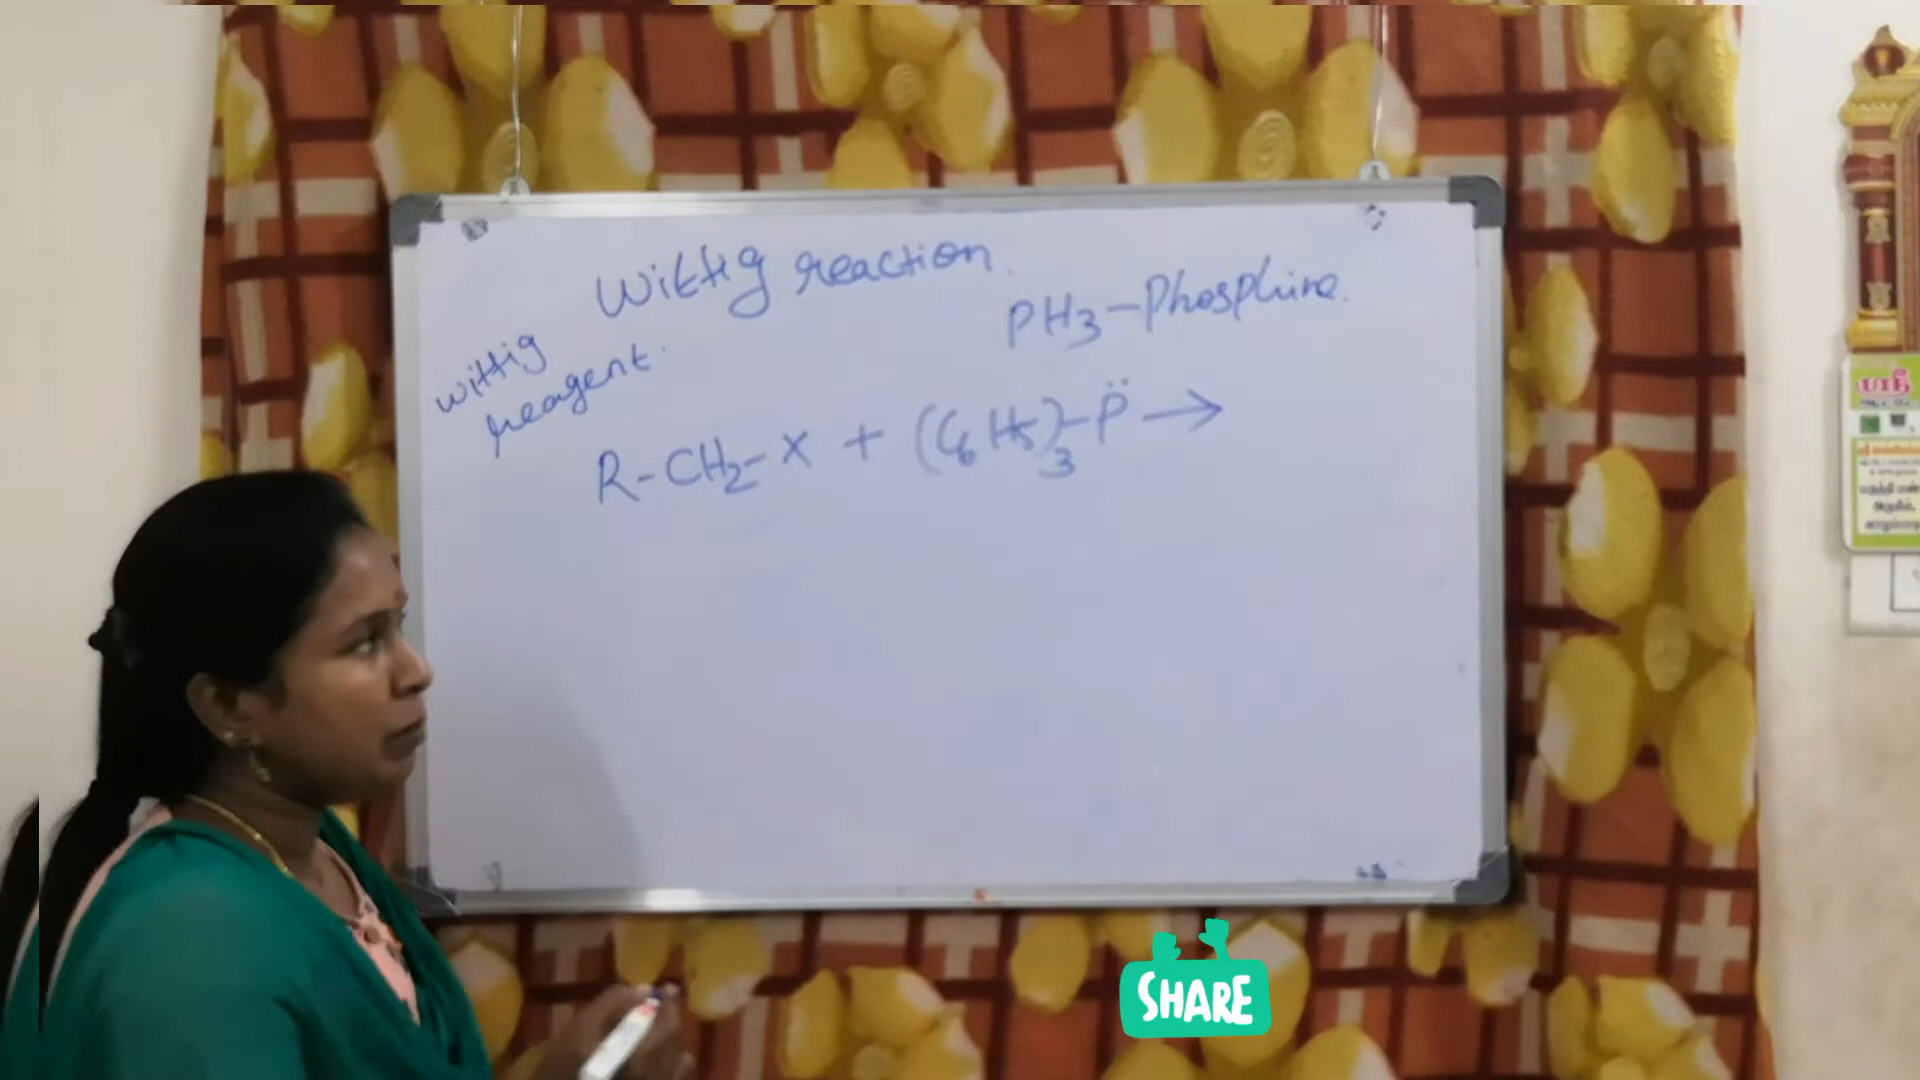 Wittig reaction.
PH3-Phosphine.
Wittig
reagent.
R-CH2-X + (C6H5)3-P̈ →
SHARE